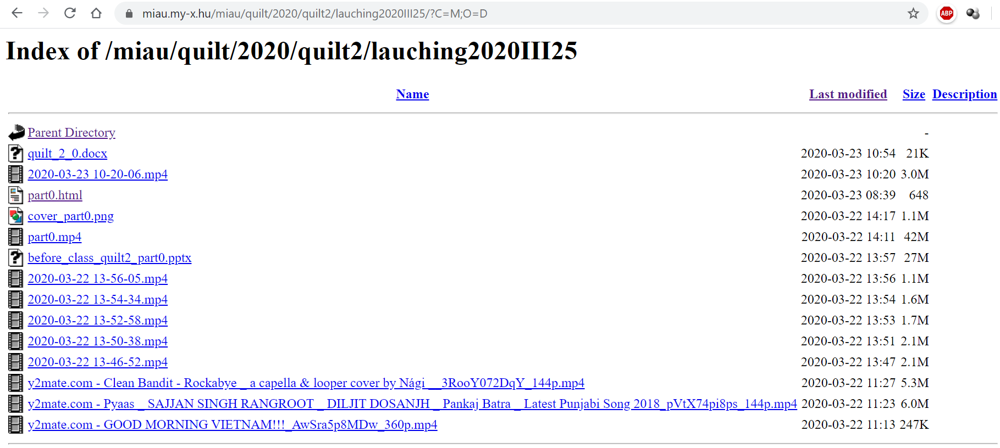 miau.my-x.hu/miau/quilt/2020/quilt2/lauching2020III25/?C=M;O=D
ABP
Index of /miau/quilt/2020/quilt2/lauching2020III25
Name Last modified Size Description
Parent Directory -
quilt_2_0.docx 2020-03-23 10:54 21K
2020-03-23 10-20-06.mp4 2020-03-23 10:20 3.0M
part0.html 2020-03-23 08:39 648
cover_part0.png 2020-03-22 14:17 1.1M
part0.mp4 2020-03-22 14:11 42M
before_class_quilt2_part0.pptx 2020-03-22 13:57 27M
2020-03-22 13-56-05.mp4 2020-03-22 13:56 1.1M
2020-03-22 13-54-34.mp4 2020-03-22 13:54 1.6M
2020-03-22 13-52-58.mp4 2020-03-22 13:53 1.7M
2020-03-22 13-50-38.mp4 2020-03-22 13:51 2.1M
2020-03-22 13-46-52.mp4 2020-03-22 13:47 2.1M
y2mate.com - Clean Bandit - Rockabye _ a capella & looper cover by Nági __3RooY072DqY_144p.mp4 2020-03-22 11:27 5.3M
y2mate.com - Pyaas _ SAJJAN SINGH RANGROOT _ DILJIT DOSANJH _ Pankaj Batra _ Latest Punjabi Song 2018_pVtX74pi8ps_144p.mp4 2020-03-22 11:23 6.0M
y2mate.com - GOOD MORNING VIETNAM!!!_AwSra5p8MDw_360p.mp4 2020-03-22 11:13 247K